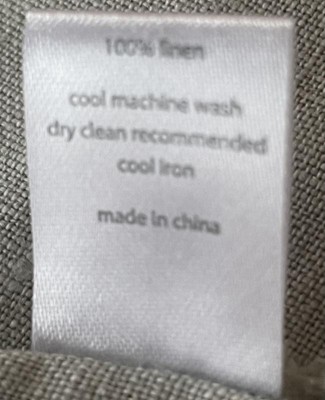 100% linen
cool machine wash
dry clean recommended
cool iron
made in china